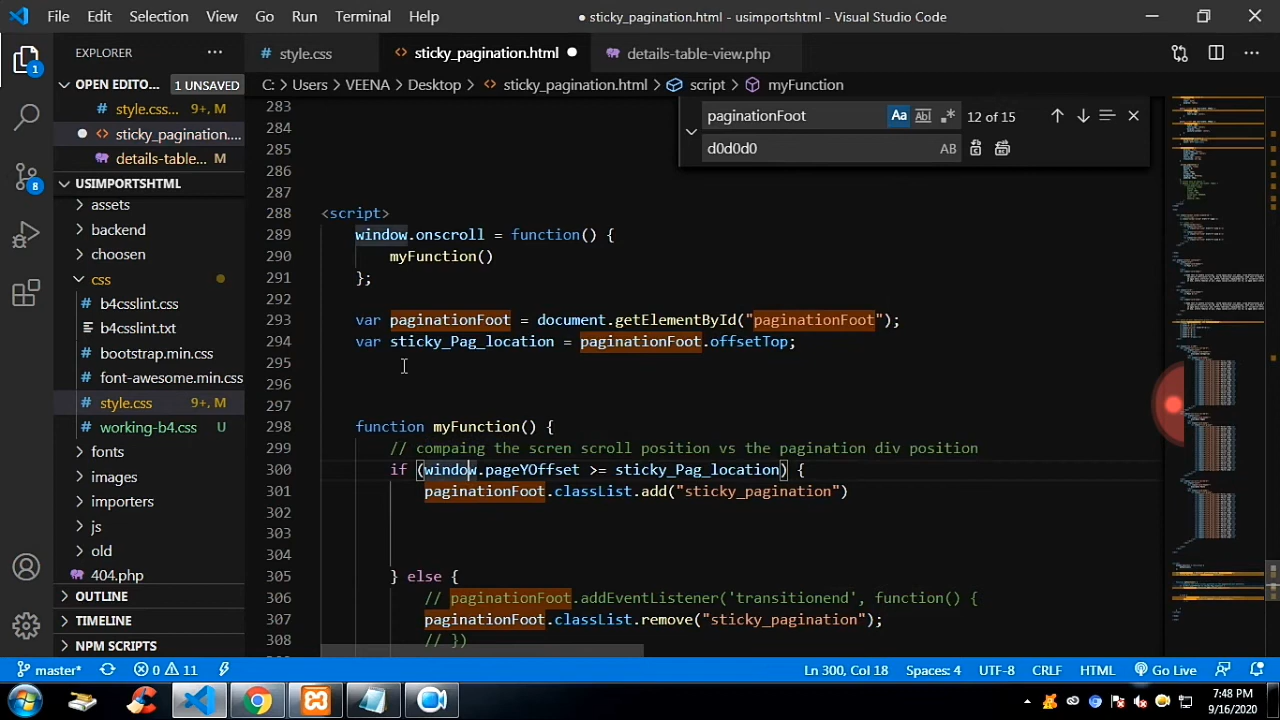 File Edit Selection View Go Run Terminal Help
● sticky_pagination.html - usimportshtml - Visual Studio Code
EXPLORER
style.css
sticky_pagination.html
details-table-view.php
OPEN EDITO... 1 UNSAVED
C: > Users > VEENA > Desktop > sticky_pagination.html > script > myFunction
style.css... 9+, M
sticky_pagination....
details-table-... M
USIMPORTSHTML
assets
backend
choosen
css
b4csslint.css
b4csslint.txt
bootstrap.min.css
font-awesome.min.css
style.css 9+, M
working-b4.css U
fonts
images
importers
js
old
404.php
OUTLINE
TIMELINE
NPM SCRIPTS
1
8
paginationFoot Aa Ab 12 of 15
d0d0d0 AB
283
284
285
286
287
288 <script>
289 window.onscroll = function() {
290 myFunction()
291 };
292
293 var paginationFoot = document.getElementById("paginationFoot");
294 var sticky_Pag_location = paginationFoot.offsetTop;
295
296
297
298 function myFunction() {
299 // compaing the scren scroll position vs the pagination div position
300 if (window.pageYOffset >= sticky_Pag_location) {
301 paginationFoot.classList.add("sticky_pagination")
302
303
304
305 } else {
306 // paginationFoot.addEventListener('transitionend', function() {
307 paginationFoot.classList.remove("sticky_pagination");
308 // })
master* 0 11 Ln 300, Col 18 Spaces: 4 UTF-8 CRLF HTML Go Live
7:48 PM
9/16/2020